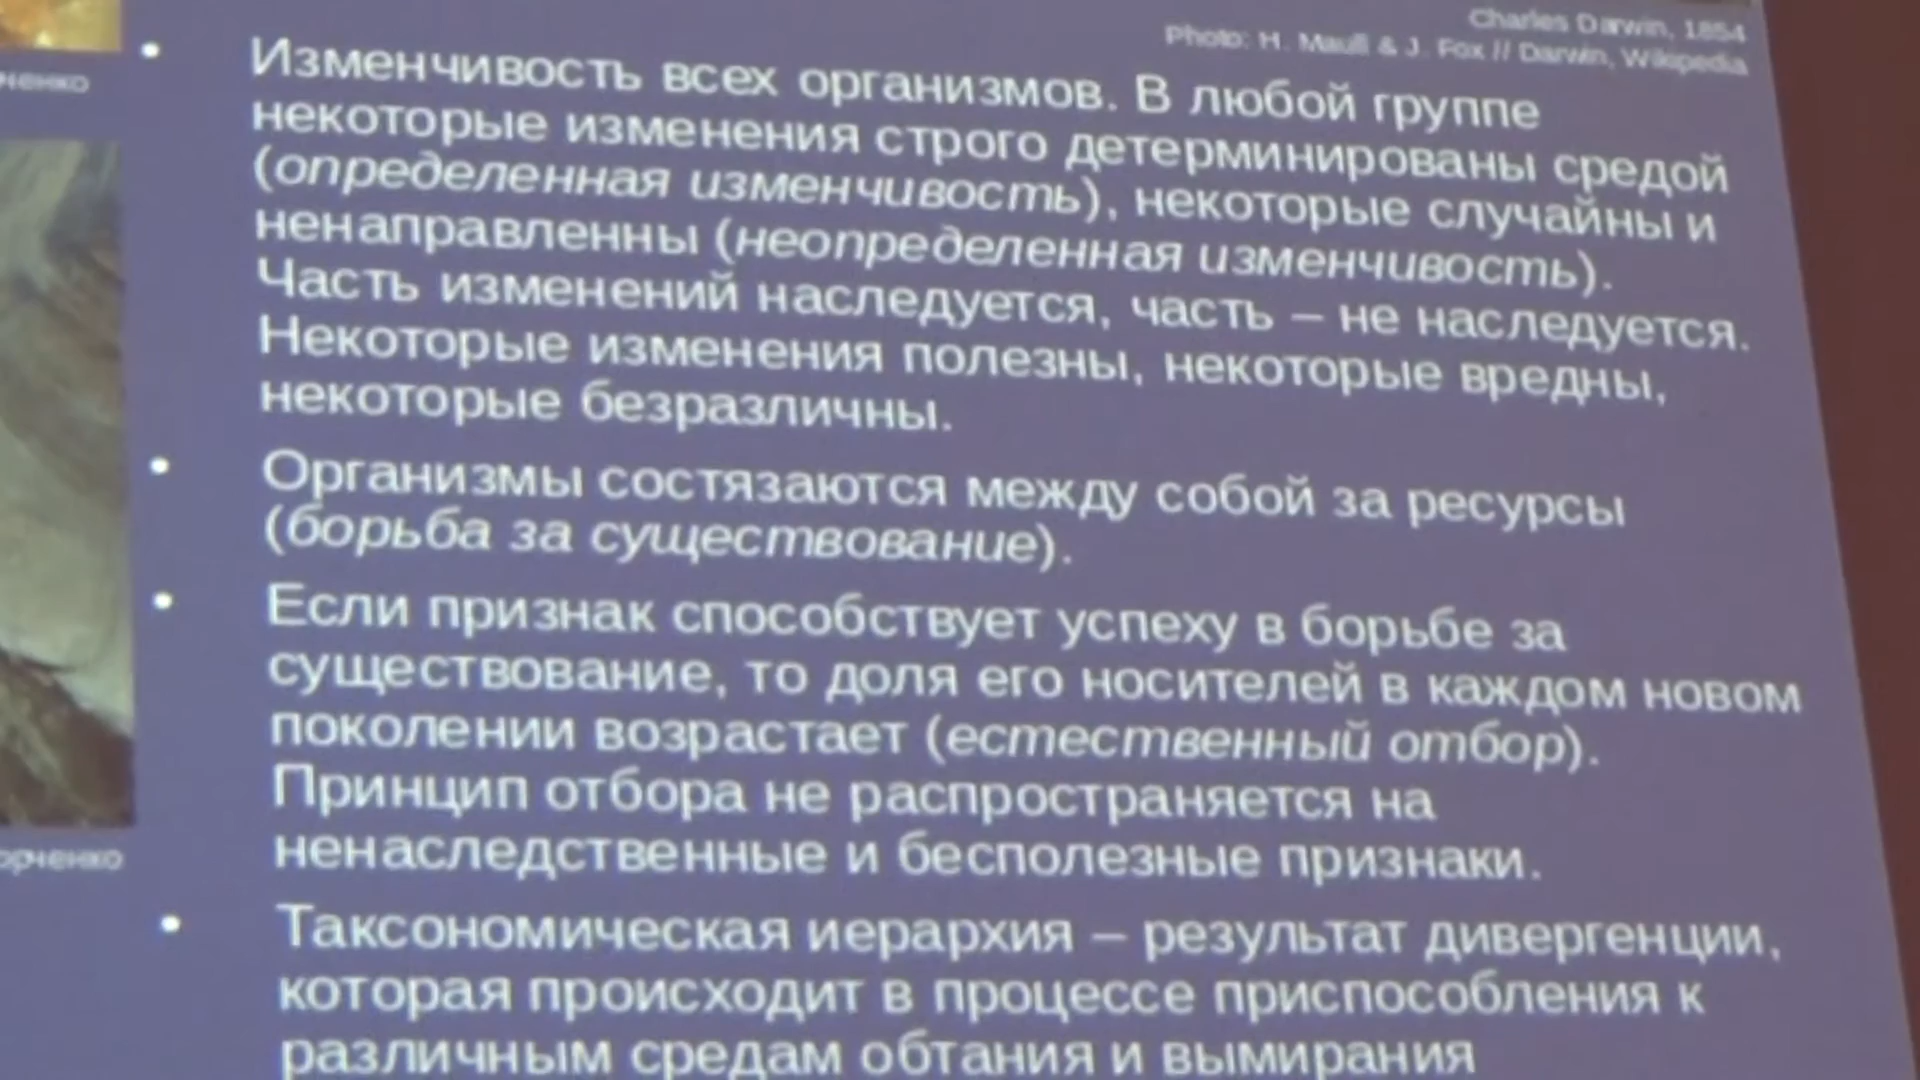 Charles Darwin, 1854
Photo: H. Maull & J. Fox // Darwin, Wikipedia
• Изменчивость всех организмов. В любой группе
некоторые изменения строго детерминированы средой
(определенная изменчивость), некоторые случайны и
ненаправленны (неопределенная изменчивость).
Часть изменений наследуется, часть – не наследуется.
Некоторые изменения полезны, некоторые вредны,
некоторые безразличны.
• Организмы состязаются между собой за ресурсы
(борьба за существование).
• Если признак способствует успеху в борьбе за
существование, то доля его носителей в каждом новом
поколении возрастает (естественный отбор).
Принцип отбора не распространяется на
ненаследственные и бесполезные признаки.
• Таксономическая иерархия – результат дивергенции,
которая происходит в процессе приспособления к
различным средам обтания и вымирания